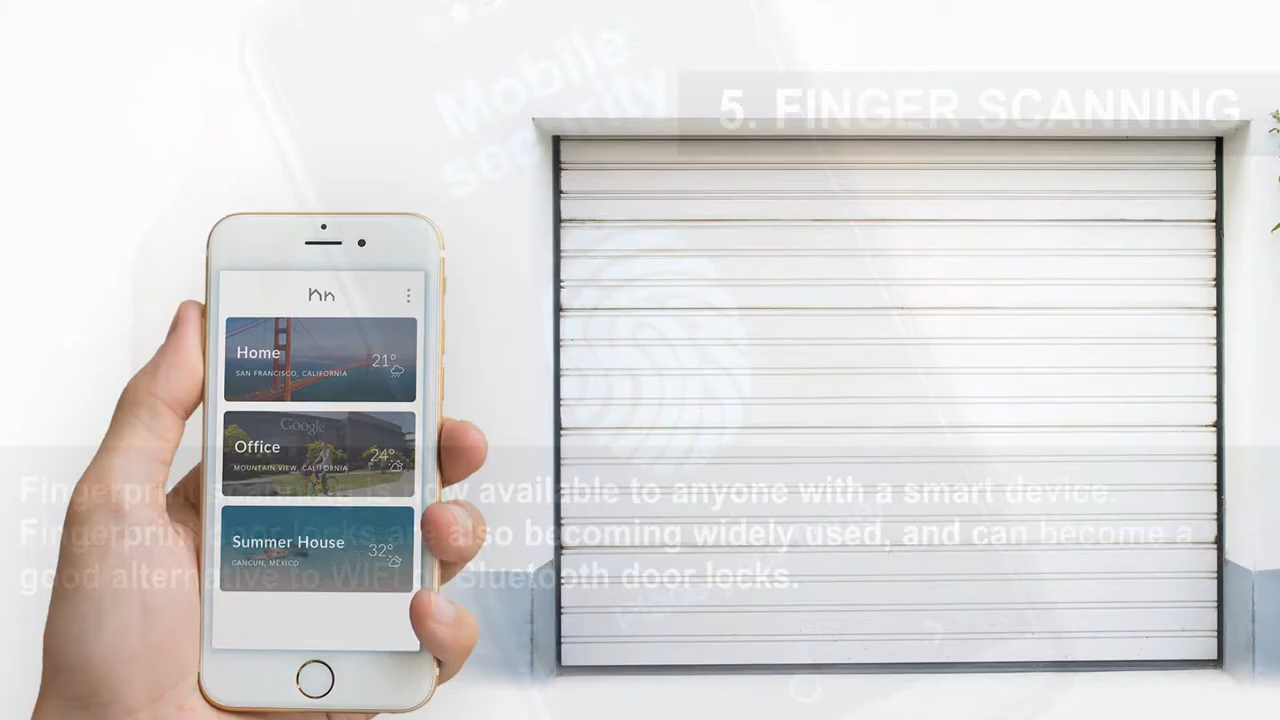 Mobile
security
5. FINGER SCANNING
Home
21°
SAN FRANCISCO, CALIFORNIA
Google
Office
24°
MOUNTAIN VIEW, CALIFORNIA
Summer House
32°
CANCUN, MEXICO
Fingerprint scanning is now available to anyone with a smart device.
Fingerprint door locks are also becoming widely used, and can become a
good alternative to WIFI or Bluetooth door locks.